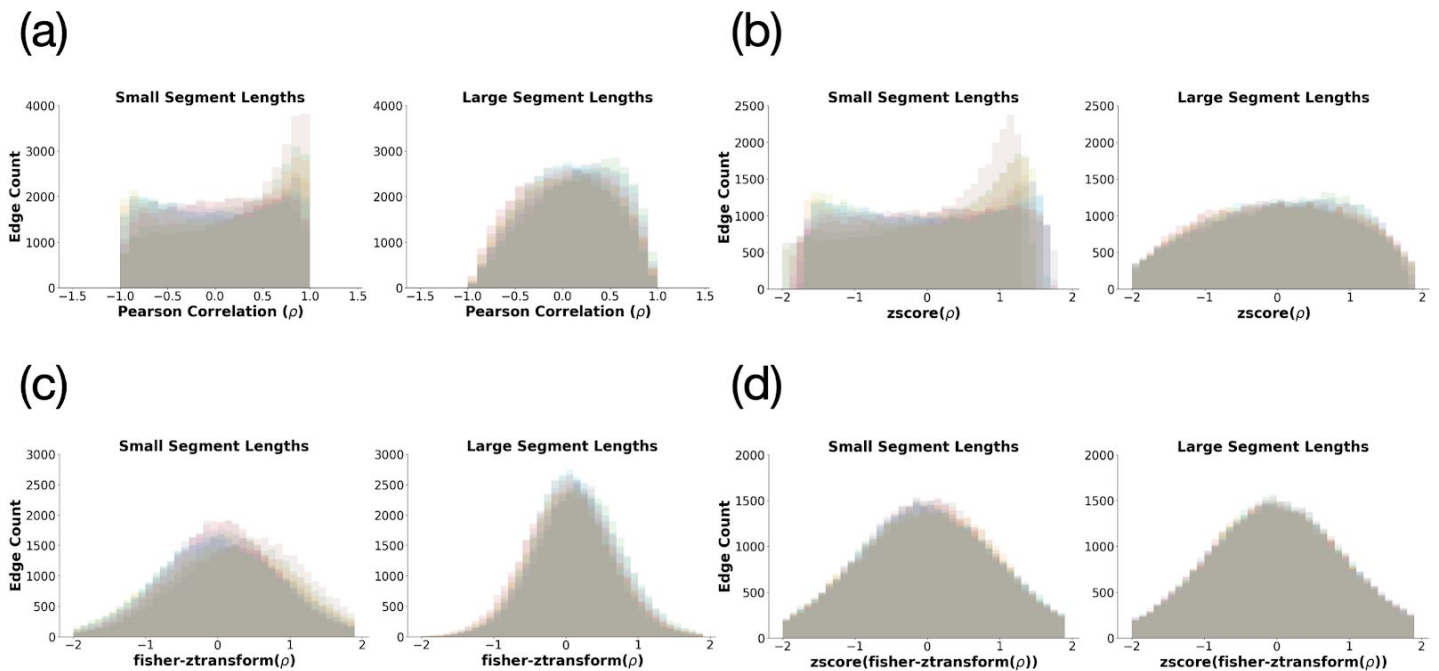 (a)
(b)
Small Segment Lengths
Large Segment Lengths
Small Segment Lengths
Large Segment Lengths
Edge Count
4000
3000
2000
1000
0
−1.5 −1.0 −0.5 0.0 0.5 1.0 1.5
Pearson Correlation (ρ)
4000
3000
2000
1000
0
−1.5 −1.0 −0.5 0.0 0.5 1.0 1.5
Pearson Correlation (ρ)
Edge Count
2500
2000
1500
1000
500
0
−2 −1 0 1 2
zscore(ρ)
2500
2000
1500
1000
500
0
−2 −1 0 1 2
zscore(ρ)
(c)
(d)
Small Segment Lengths
Large Segment Lengths
Small Segment Lengths
Large Segment Lengths
Edge Count
3000
2500
2000
1500
1000
500
0
−2 −1 0 1 2
fisher-ztransform(ρ)
3000
2500
2000
1500
1000
500
0
−2 −1 0 1 2
fisher-ztransform(ρ)
Edge Count
2000
1500
1000
500
0
−2 −1 0 1 2
zscore(fisher-ztransform(ρ))
2000
1500
1000
500
0
−2 −1 0 1 2
zscore(fisher-ztransform(ρ))